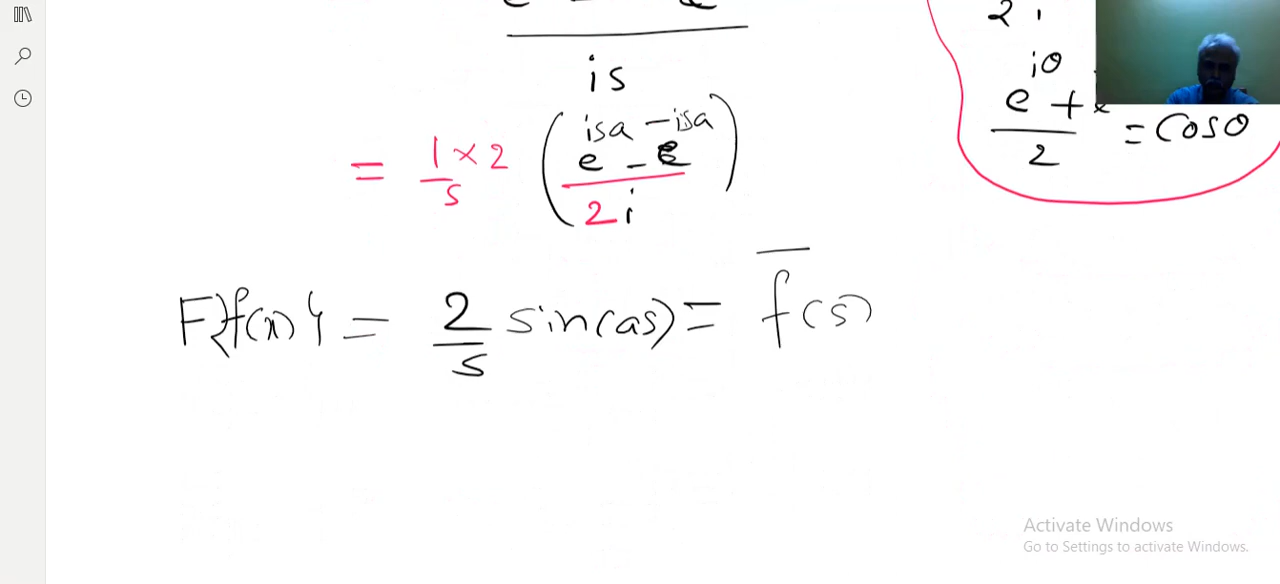 is
= 1/s × 2 ( (e^isa - e^-isa) / 2i )
F{f(x)} = 2/s sin(as) = f̅(s)
2i
e^iθ +
/ 2 = cosθ
Activate Windows
Go to Settings to activate Windows.